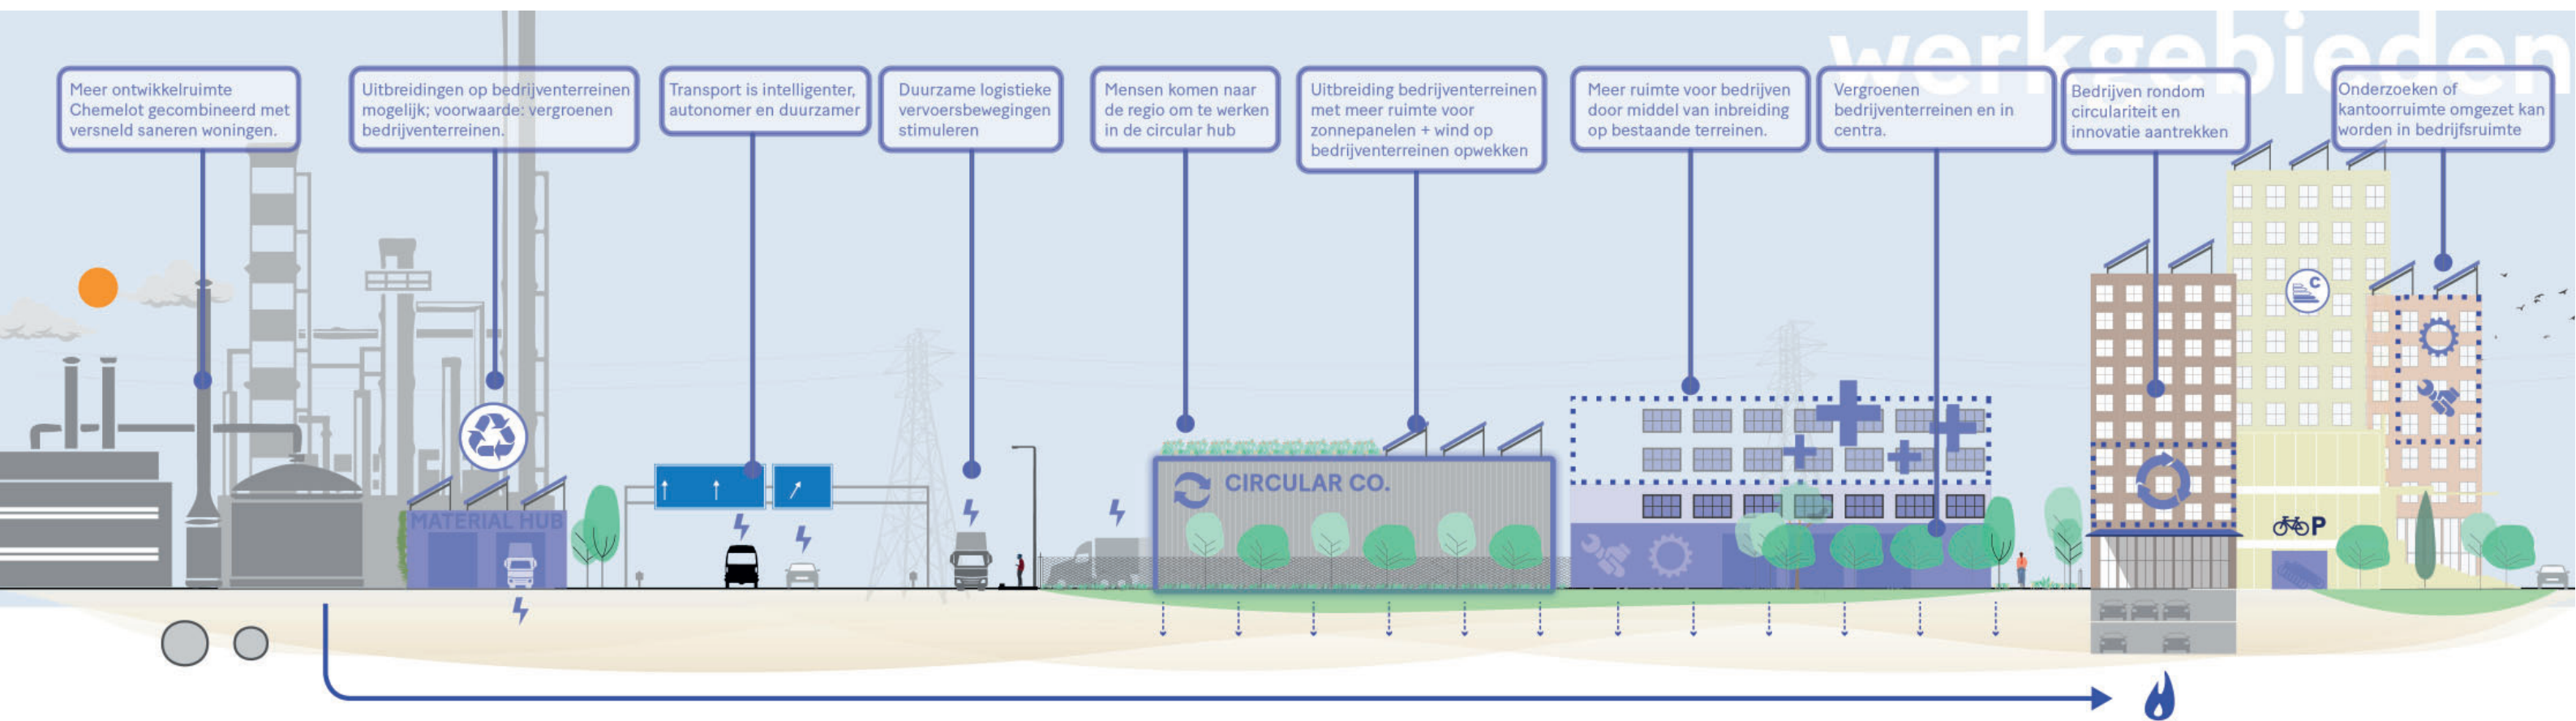 werkgebieden
Meer ontwikkelruimte
Chemelot gecombineerd met
versneld saneren woningen.
Uitbreidingen op bedrijventerreinen
mogelijk; voorwaarde: vergroenen
bedrijventerreinen.
Transport is intelligenter,
autonomer en duurzamer
Duurzame logistieke
vervoersbewegingen
stimuleren
Mensen komen naar
de regio om te werken
in de circular hub
Uitbreiding bedrijventerreinen
met meer ruimte voor
zonnepanelen + wind op
bedrijventerreinen opwekken
Meer ruimte voor bedrijven
door middel van inbreiding
op bestaande terreinen.
Vergroenen
bedrijventerreinen en in
centra.
Bedrijven rondom
circulariteit en
innovatie aantrekken
Onderzoeken of
kantoorruimte omgezet kan
worden in bedrijfsruimte
C
CIRCULAR CO.
MATERIAL HUB
P